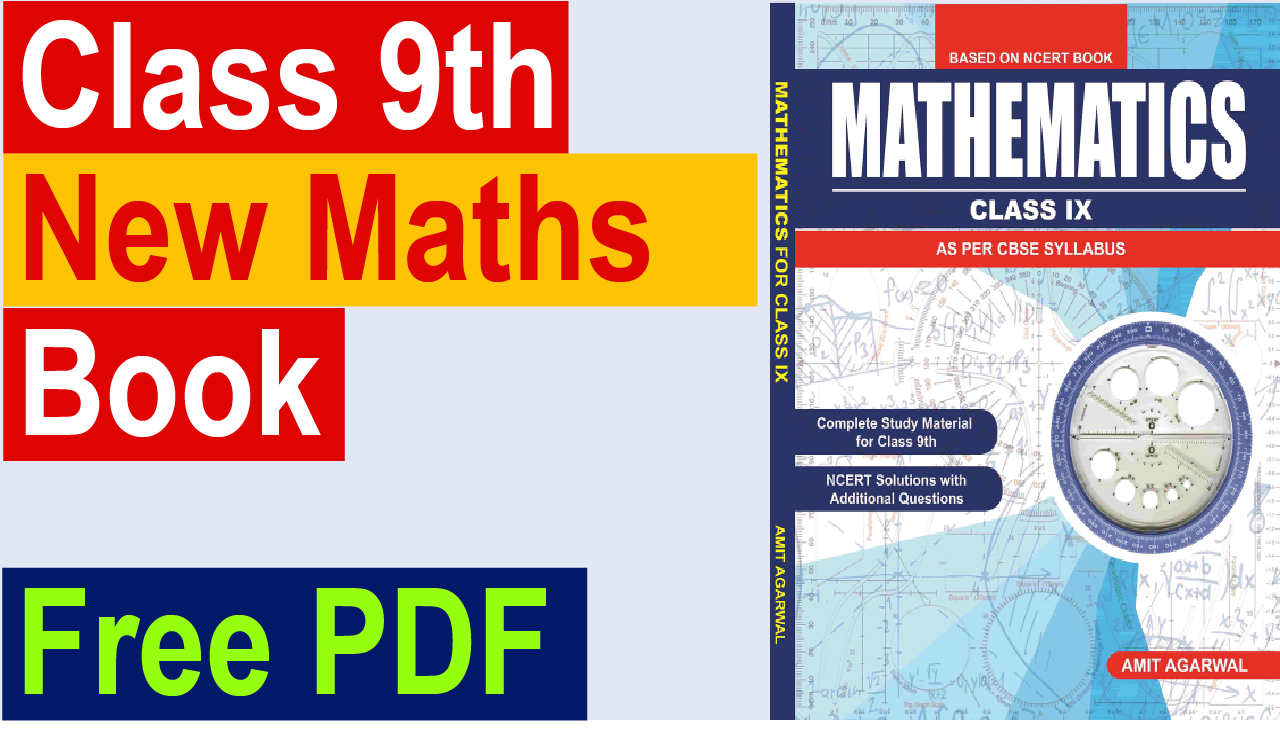 Class 9th
New Maths
Book
Free PDF
MATHEMATICS FOR CLASS IX
AMIT AGARWAL
BASED ON NCERT BOOK
MATHEMATICS
CLASS IX
AS PER CBSE SYLLABUS
Complete Study Material
for Class 9th
NCERT Solutions with
Additional Questions
AMIT AGARWAL